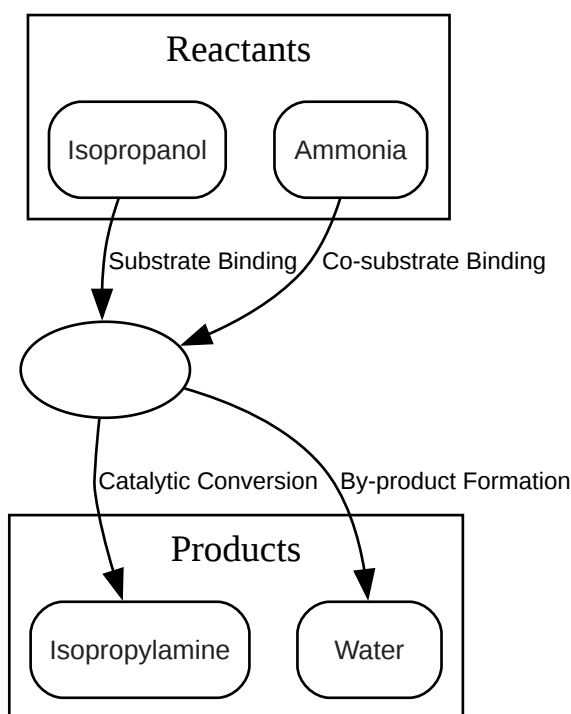 Reactants
Isopropanol
Ammonia
Substrate Binding
Co-substrate Binding
Catalytic Conversion
By-product Formation
Products
Isopropylamine
Water